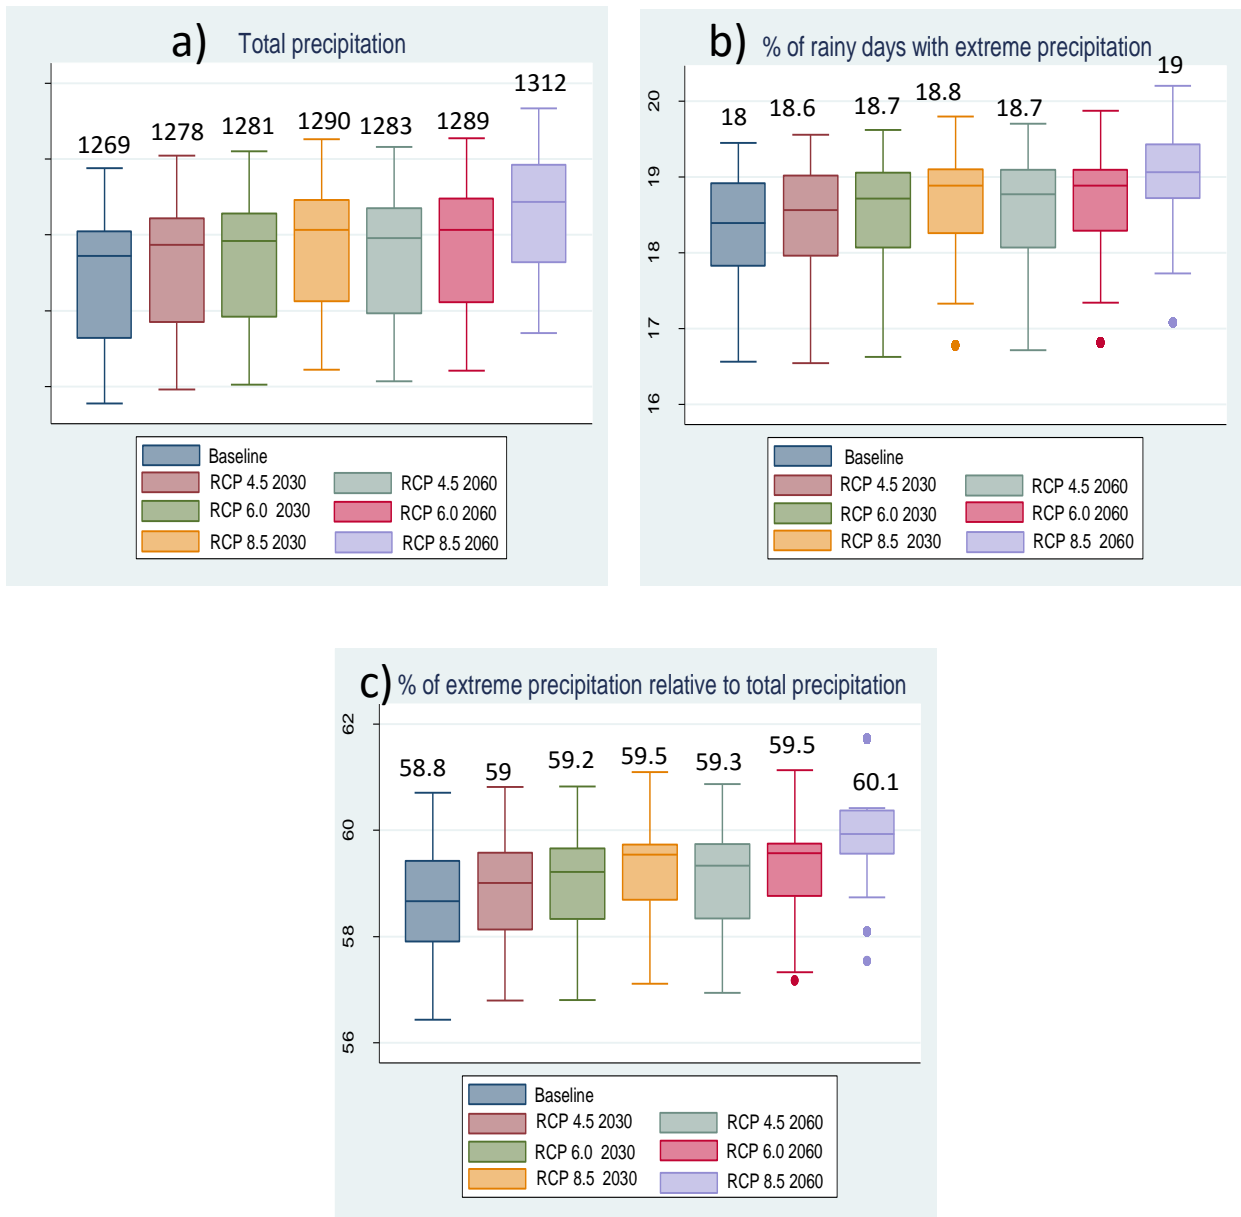 a) Total precipitation
1269 1278 1281 1290 1283 1289 1312
Baseline
RCP 4.5 2030 RCP 4.5 2060
RCP 6.0 2030 RCP 6.0 2060
RCP 8.5 2030 RCP 8.5 2060
b) % of rainy days with extreme precipitation
18 18.6 18.7 18.8 18.7 19
20
19
18
17
16
Baseline
RCP 4.5 2030 RCP 4.5 2060
RCP 6.0 2030 RCP 6.0 2060
RCP 8.5 2030 RCP 8.5 2060
c) % of extreme precipitation relative to total precipitation
58.8 59 59.2 59.5 59.3 59.5 60.1
62
60
58
56
Baseline
RCP 4.5 2030 RCP 4.5 2060
RCP 6.0 2030 RCP 6.0 2060
RCP 8.5 2030 RCP 8.5 2060